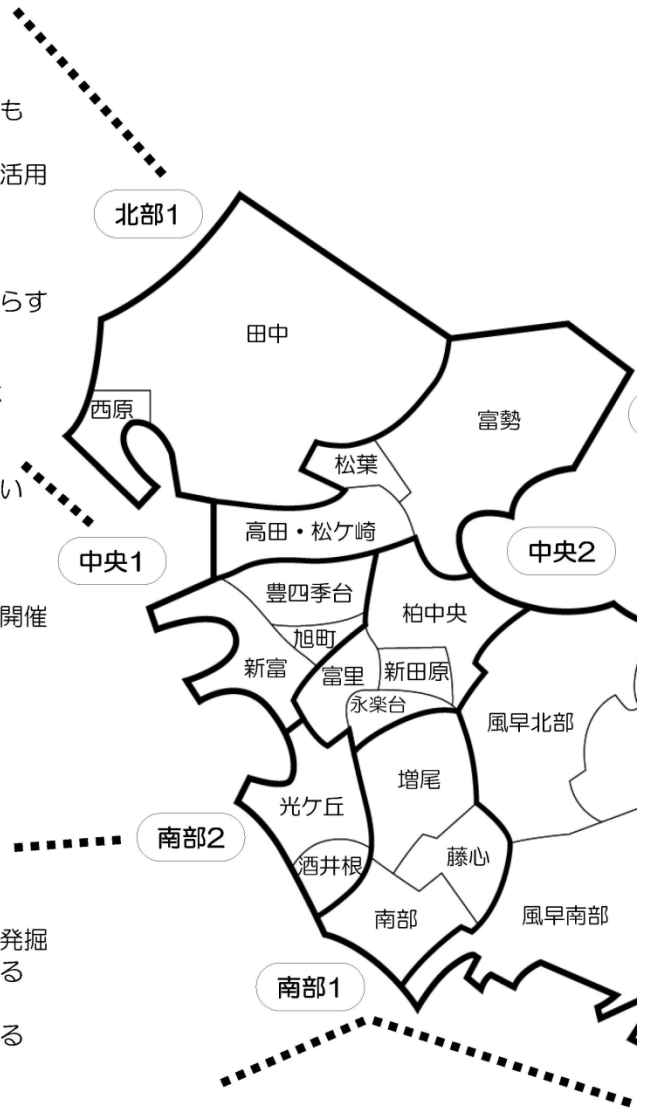 も
活用
北部1
らす
田中
西原
富勢
松葉
い
高田・松ケ崎
中央1
中央2
豊四季台
柏中央
開催
旭町
新富
富里
新田原
永楽台
風早北部
増尾
光ケ丘
南部2
藤心
酒井根
南部
風早南部
発掘
る
南部1
る